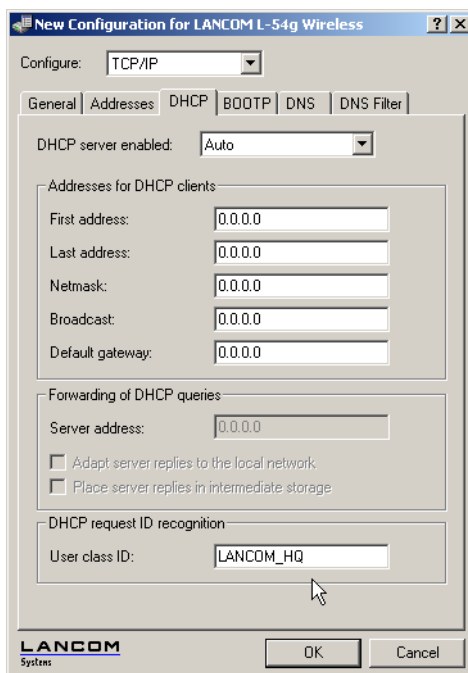 New Configuration for LANCOM L-54g Wireless
Configure: TCP/IP
General Addresses DHCP BOOTP DNS DNS Filter
DHCP server enabled: Auto
Addresses for DHCP clients
First address: 0.0.0.0
Last address: 0.0.0.0
Netmask: 0.0.0.0
Broadcast: 0.0.0.0
Default gateway: 0.0.0.0
Forwarding of DHCP queries
Server address: 0.0.0.0
Adapt server replies to the local network
Place server replies in intermediate storage
DHCP request ID recognition
User class ID: LANCOM_HQ
LANCOM
Systems
OK Cancel